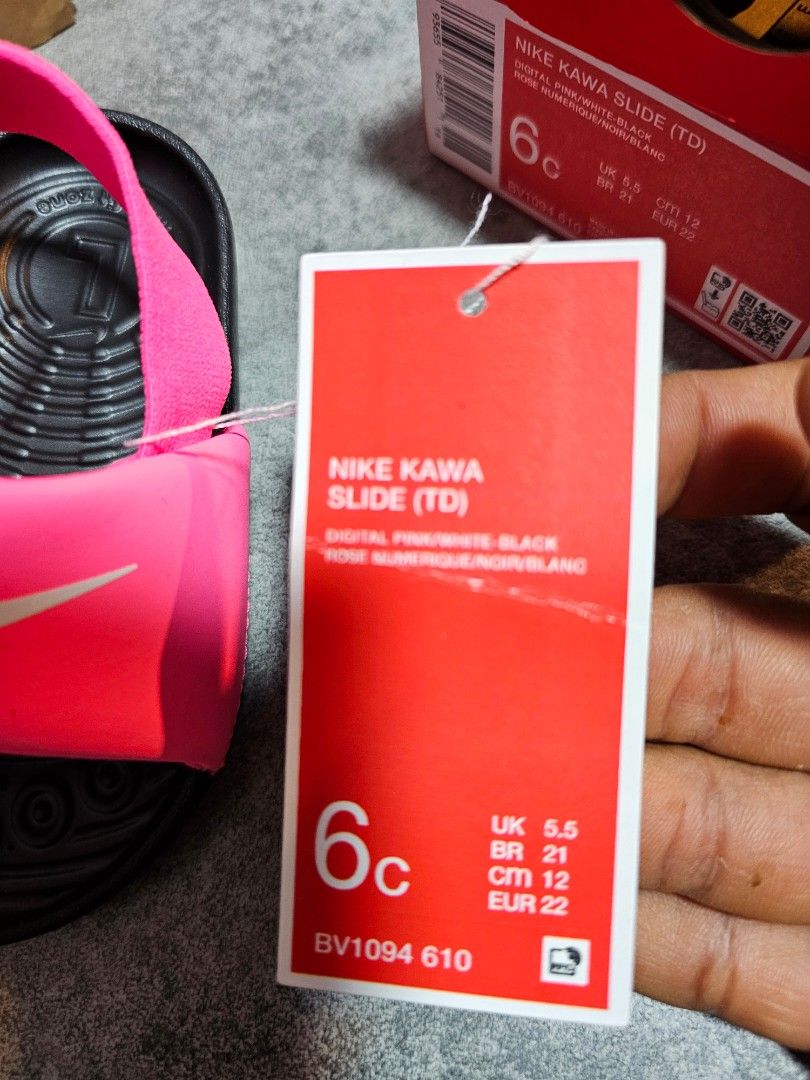 NIKE KAWA SLIDE (TD)
DIGITAL PINK/WHITE-BLACK
ROSE NUMERIQUE/NOIR/BLANC
6C
UK 5.5
BR 21
cm 12
EUR 22
BV1094 610
L
NIKE KAWA
SLIDE (TD)
DIGITAL PINK/WHITE-BLACK
ROSE NUMERIQUE/NOIR/BLANC
6C
UK 5.5
BR 21
cm 12
EUR 22
BV1094 610